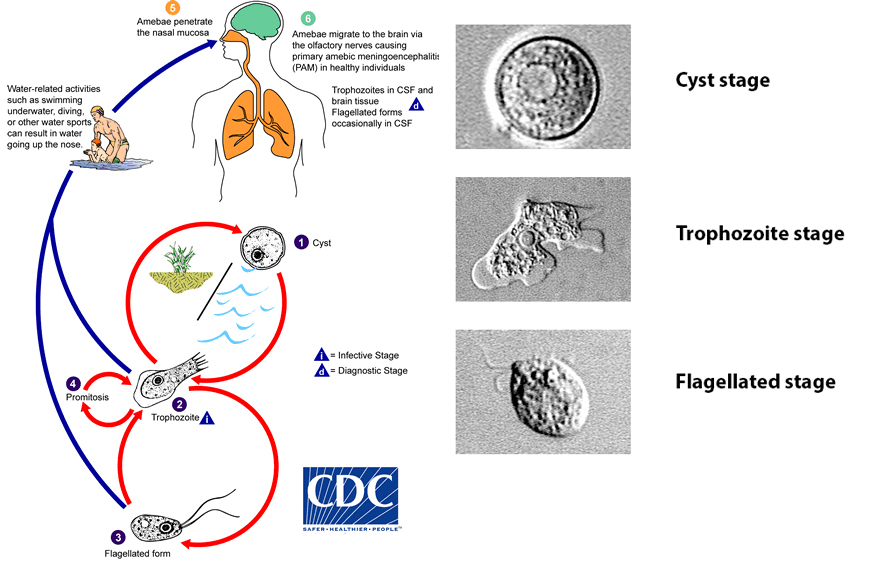 5
Amebae penetrate
the nasal mucosa
6
Amebae migrate to the brain via
the olfactory nerves causing
primary amebic meningoencephalitis
(PAM) in healthy individuals
Trophozoites in CSF and
brain tissue
Flagellated forms
occasionally in CSF
d
Water-related activities
such as swimming
underwater, diving,
or other water sports
can result in water
going up the nose.
1 Cyst
i = Infective Stage
d = Diagnostic Stage
4
Promitosis
2
Trophozoite i
3
Flagellated form
CDC
SAFER•HEALTHIER•PEOPLE™
Cyst stage
Trophozoite stage
Flagellated stage